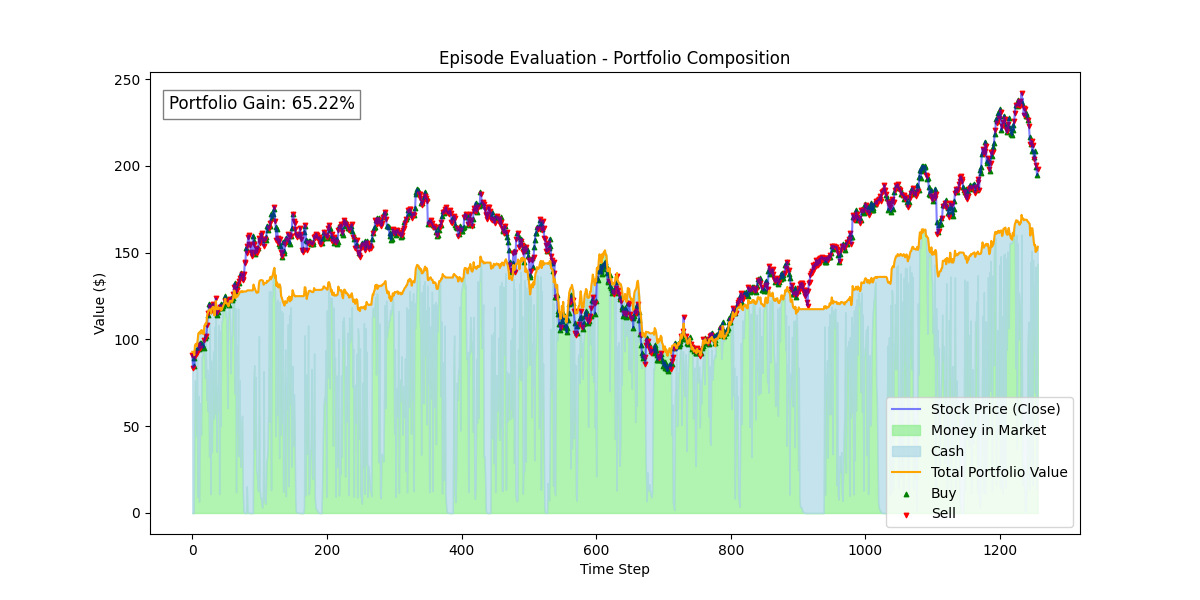 Episode Evaluation - Portfolio Composition
Portfolio Gain: 65.22%
Value ($)
250
200
150
100
50
0
0
200
400
600
800
1000
1200
Time Step
Stock Price (Close)
Money in Market
Cash
Total Portfolio Value
Buy
Sell